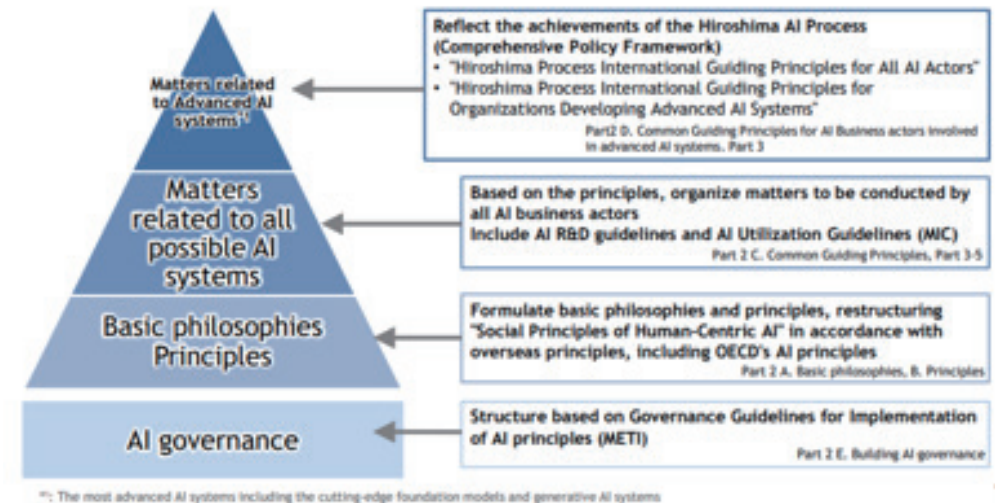 Matters related
to Advanced AI
systems*¹
Reflect the achievements of the Hiroshima AI Process
(Comprehensive Policy Framework)
• "Hiroshima Process International Guiding Principles for All AI Actors"
• "Hiroshima Process International Guiding Principles for
Organizations Developing Advanced AI Systems"
Part2 D. Common Guiding Principles for AI Business actors involved
in advanced AI systems. Part 3
Matters
related to all
possible AI
systems
Based on the principles, organize matters to be conducted by
all AI business actors
Include AI R&D guidelines and AI Utilization Guidelines (MIC)
Part 2 C. Common Guiding Principles, Part 3-5
Basic philosophies
Principles
Formulate basic philosophies and principles, restructuring
"Social Principles of Human-Centric AI" in accordance with
overseas principles, including OECD's AI principles
Part 2 A. Basic philosophies, B. Principles
AI governance
Structure based on Governance Guidelines for Implementation
of AI principles (METI)
Part 2 E. Building AI governance
*¹: The most advanced AI systems including the cutting-edge foundation models and generative AI systems